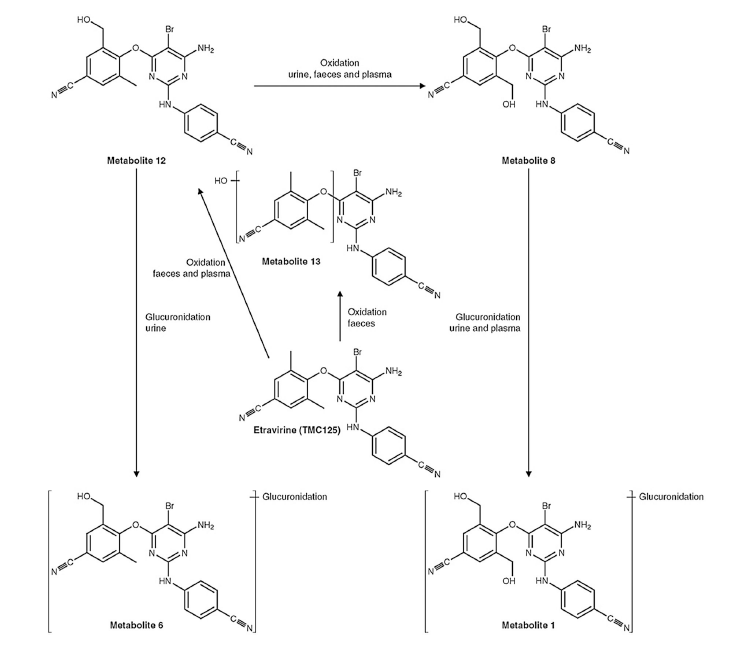 HO
Br
O
NH₂
N
N
N≡C
HN
C≡N
Metabolite 12
Oxidation
urine, faeces and plasma
HO
Br
O
NH₂
N
N
N≡C
OH
HN
C≡N
Metabolite 8
HO
Br
O
NH₂
N
N
N≡C
HN
C≡N
Metabolite 13
Oxidation
faeces and plasma
Oxidation
faeces
Glucuronidation
urine
Glucuronidation
urine and plasma
Br
O
NH₂
N
N
N≡C
HN
C≡N
Etravirine (TMC125)
HO
Br
O
NH₂
N
N
N≡C
HN
C≡N
Glucuronidation
Metabolite 6
HO
Br
O
NH₂
N
N
N≡C
OH
HN
C≡N
Glucuronidation
Metabolite 1